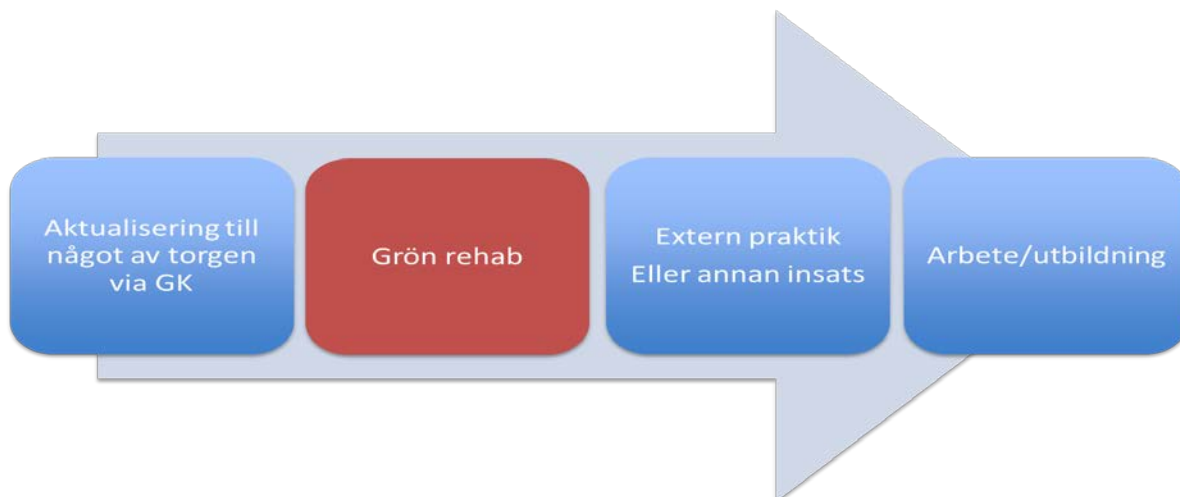 Aktualisering till
något av torgen
via GK
Grön rehab
Extern praktik
Eller annan insats
Arbete/utbildning